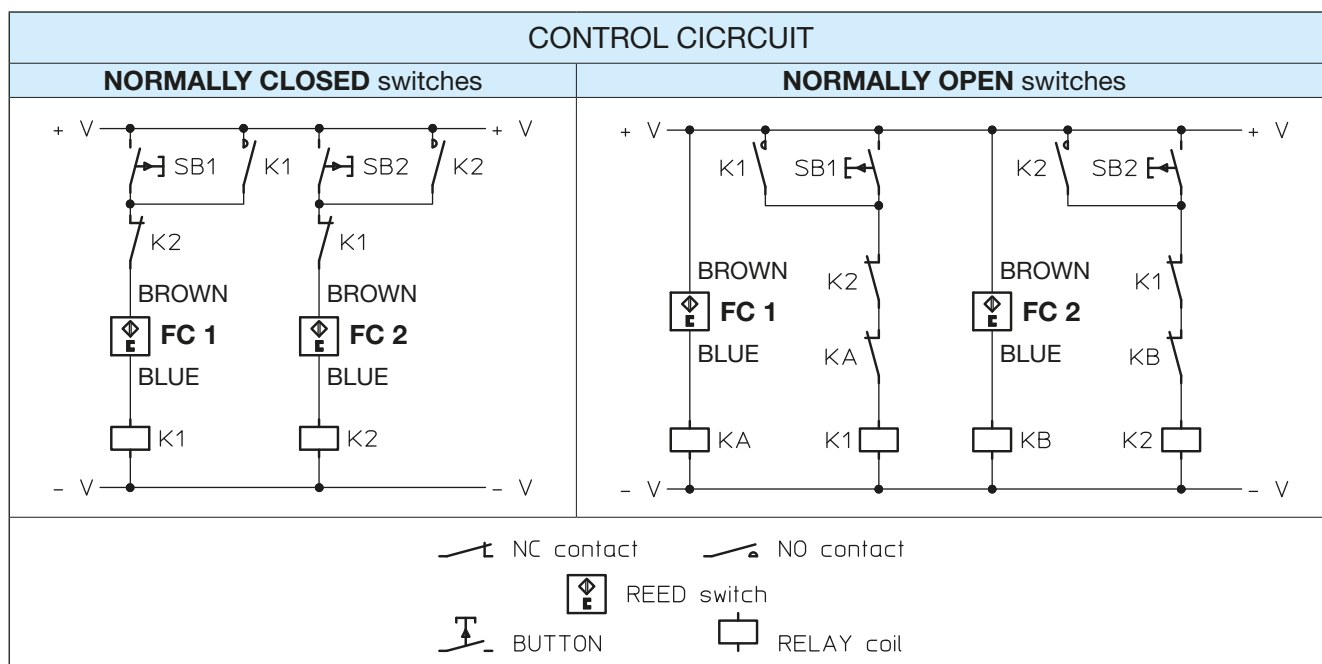 CONTROL CICRCUIT
NORMALLY CLOSED switches
NORMALLY OPEN switches
+ V + V
SB1 K1 SB2 K2
K2 K1
BROWN BROWN
FC 1 FC 2
BLUE BLUE
K1 K2
- V - V
+ V + V
K1 SB1 K2 SB2
BROWN K2 BROWN K1
FC 1 FC 2
BLUE KA BLUE KB
KA K1 KB K2
- V - V
NC contact NO contact
REED switch
BUTTON RELAY coil